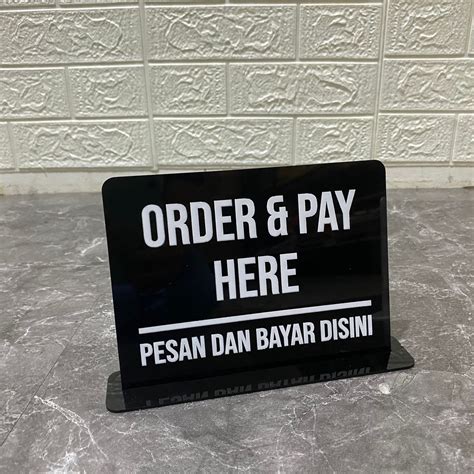 ORDER & PAY
HERE
PESAN DAN BAYAR DISINI